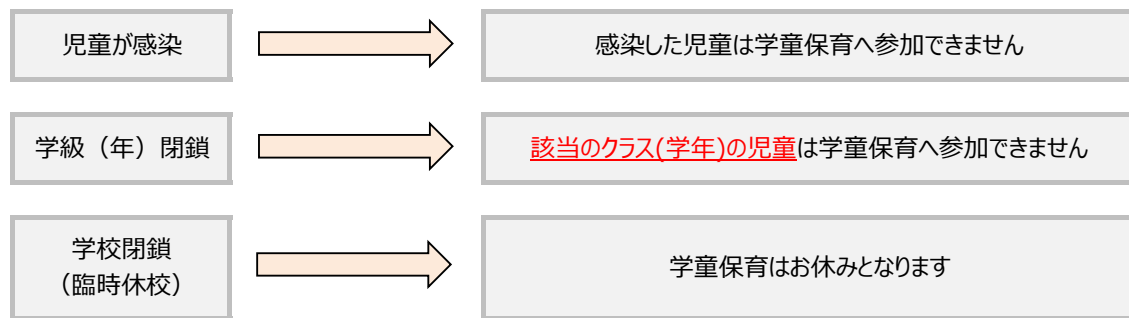 児童が感染
感染した児童は学童保育へ参加できません
学級（年）閉鎖
該当のクラス(学年)の児童は学童保育へ参加できません
学校閉鎖
（臨時休校）
学童保育はお休みとなります